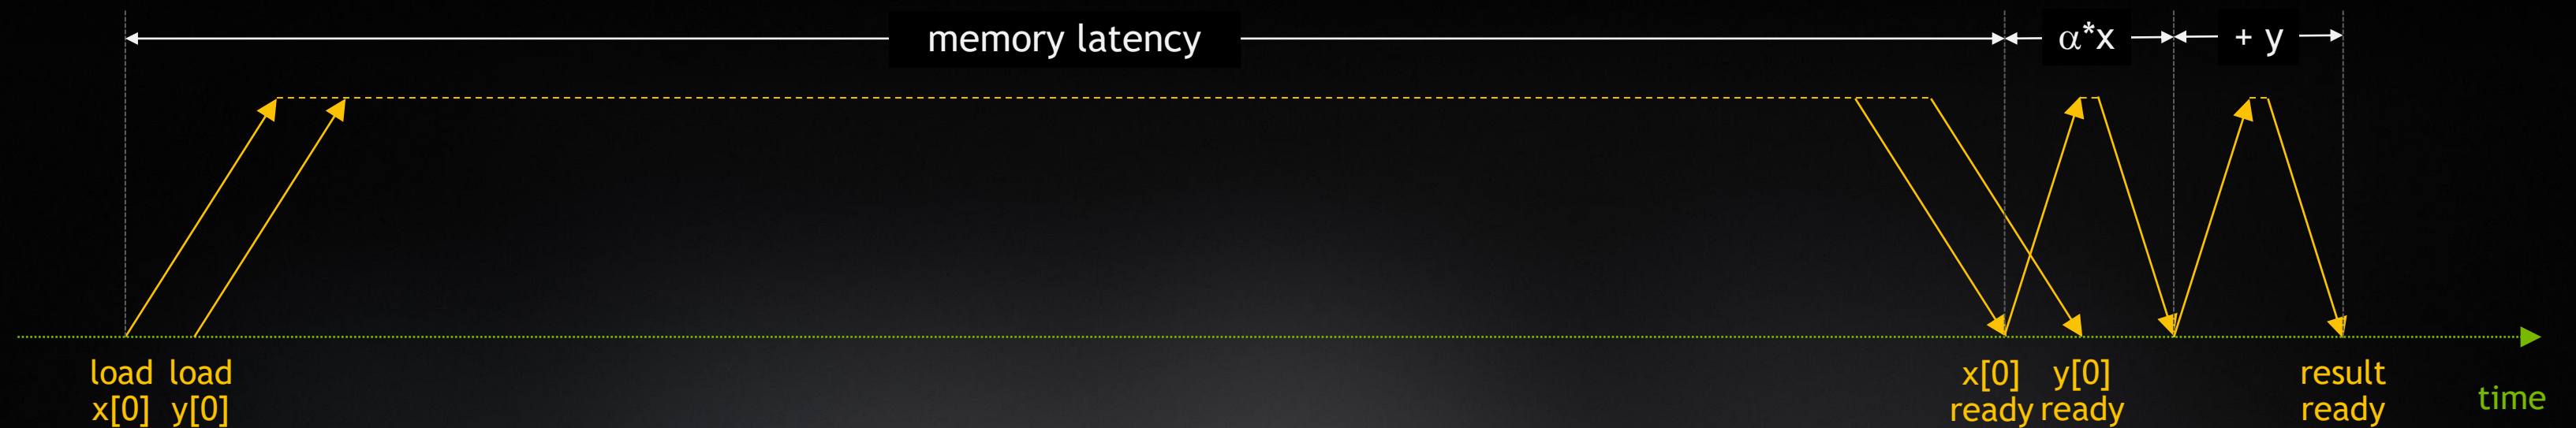 memory latency
α*x
+ y
load load
x[0] y[0]
x[0] y[0]
ready ready
result
ready
time